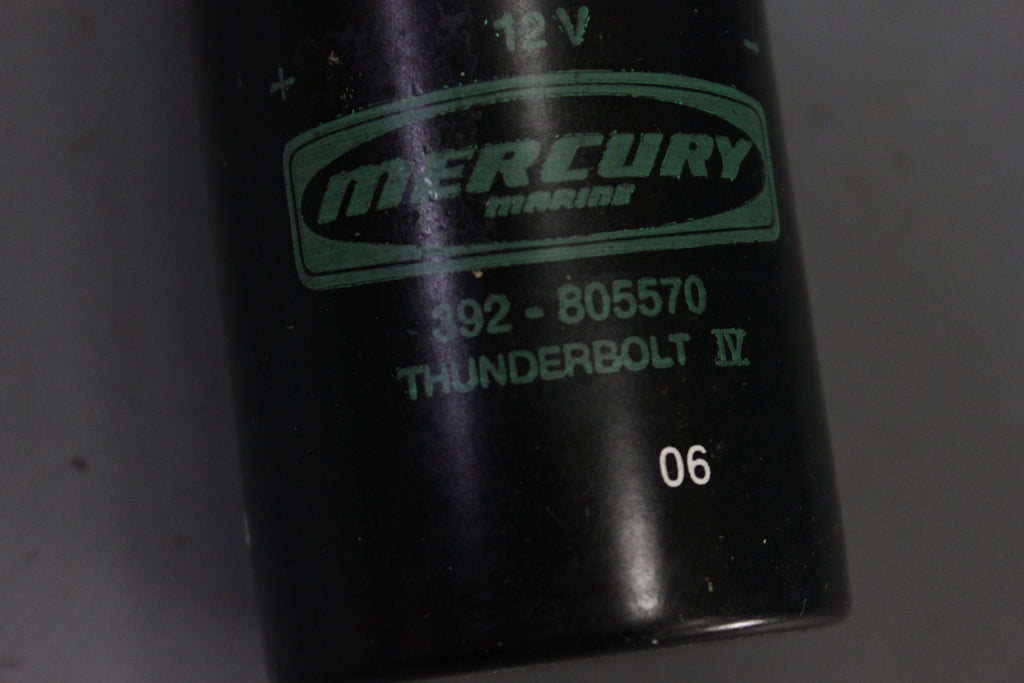 12 V
+ -
MERCURY
MARINE
392 - 805570
THUNDERBOLT IV
06